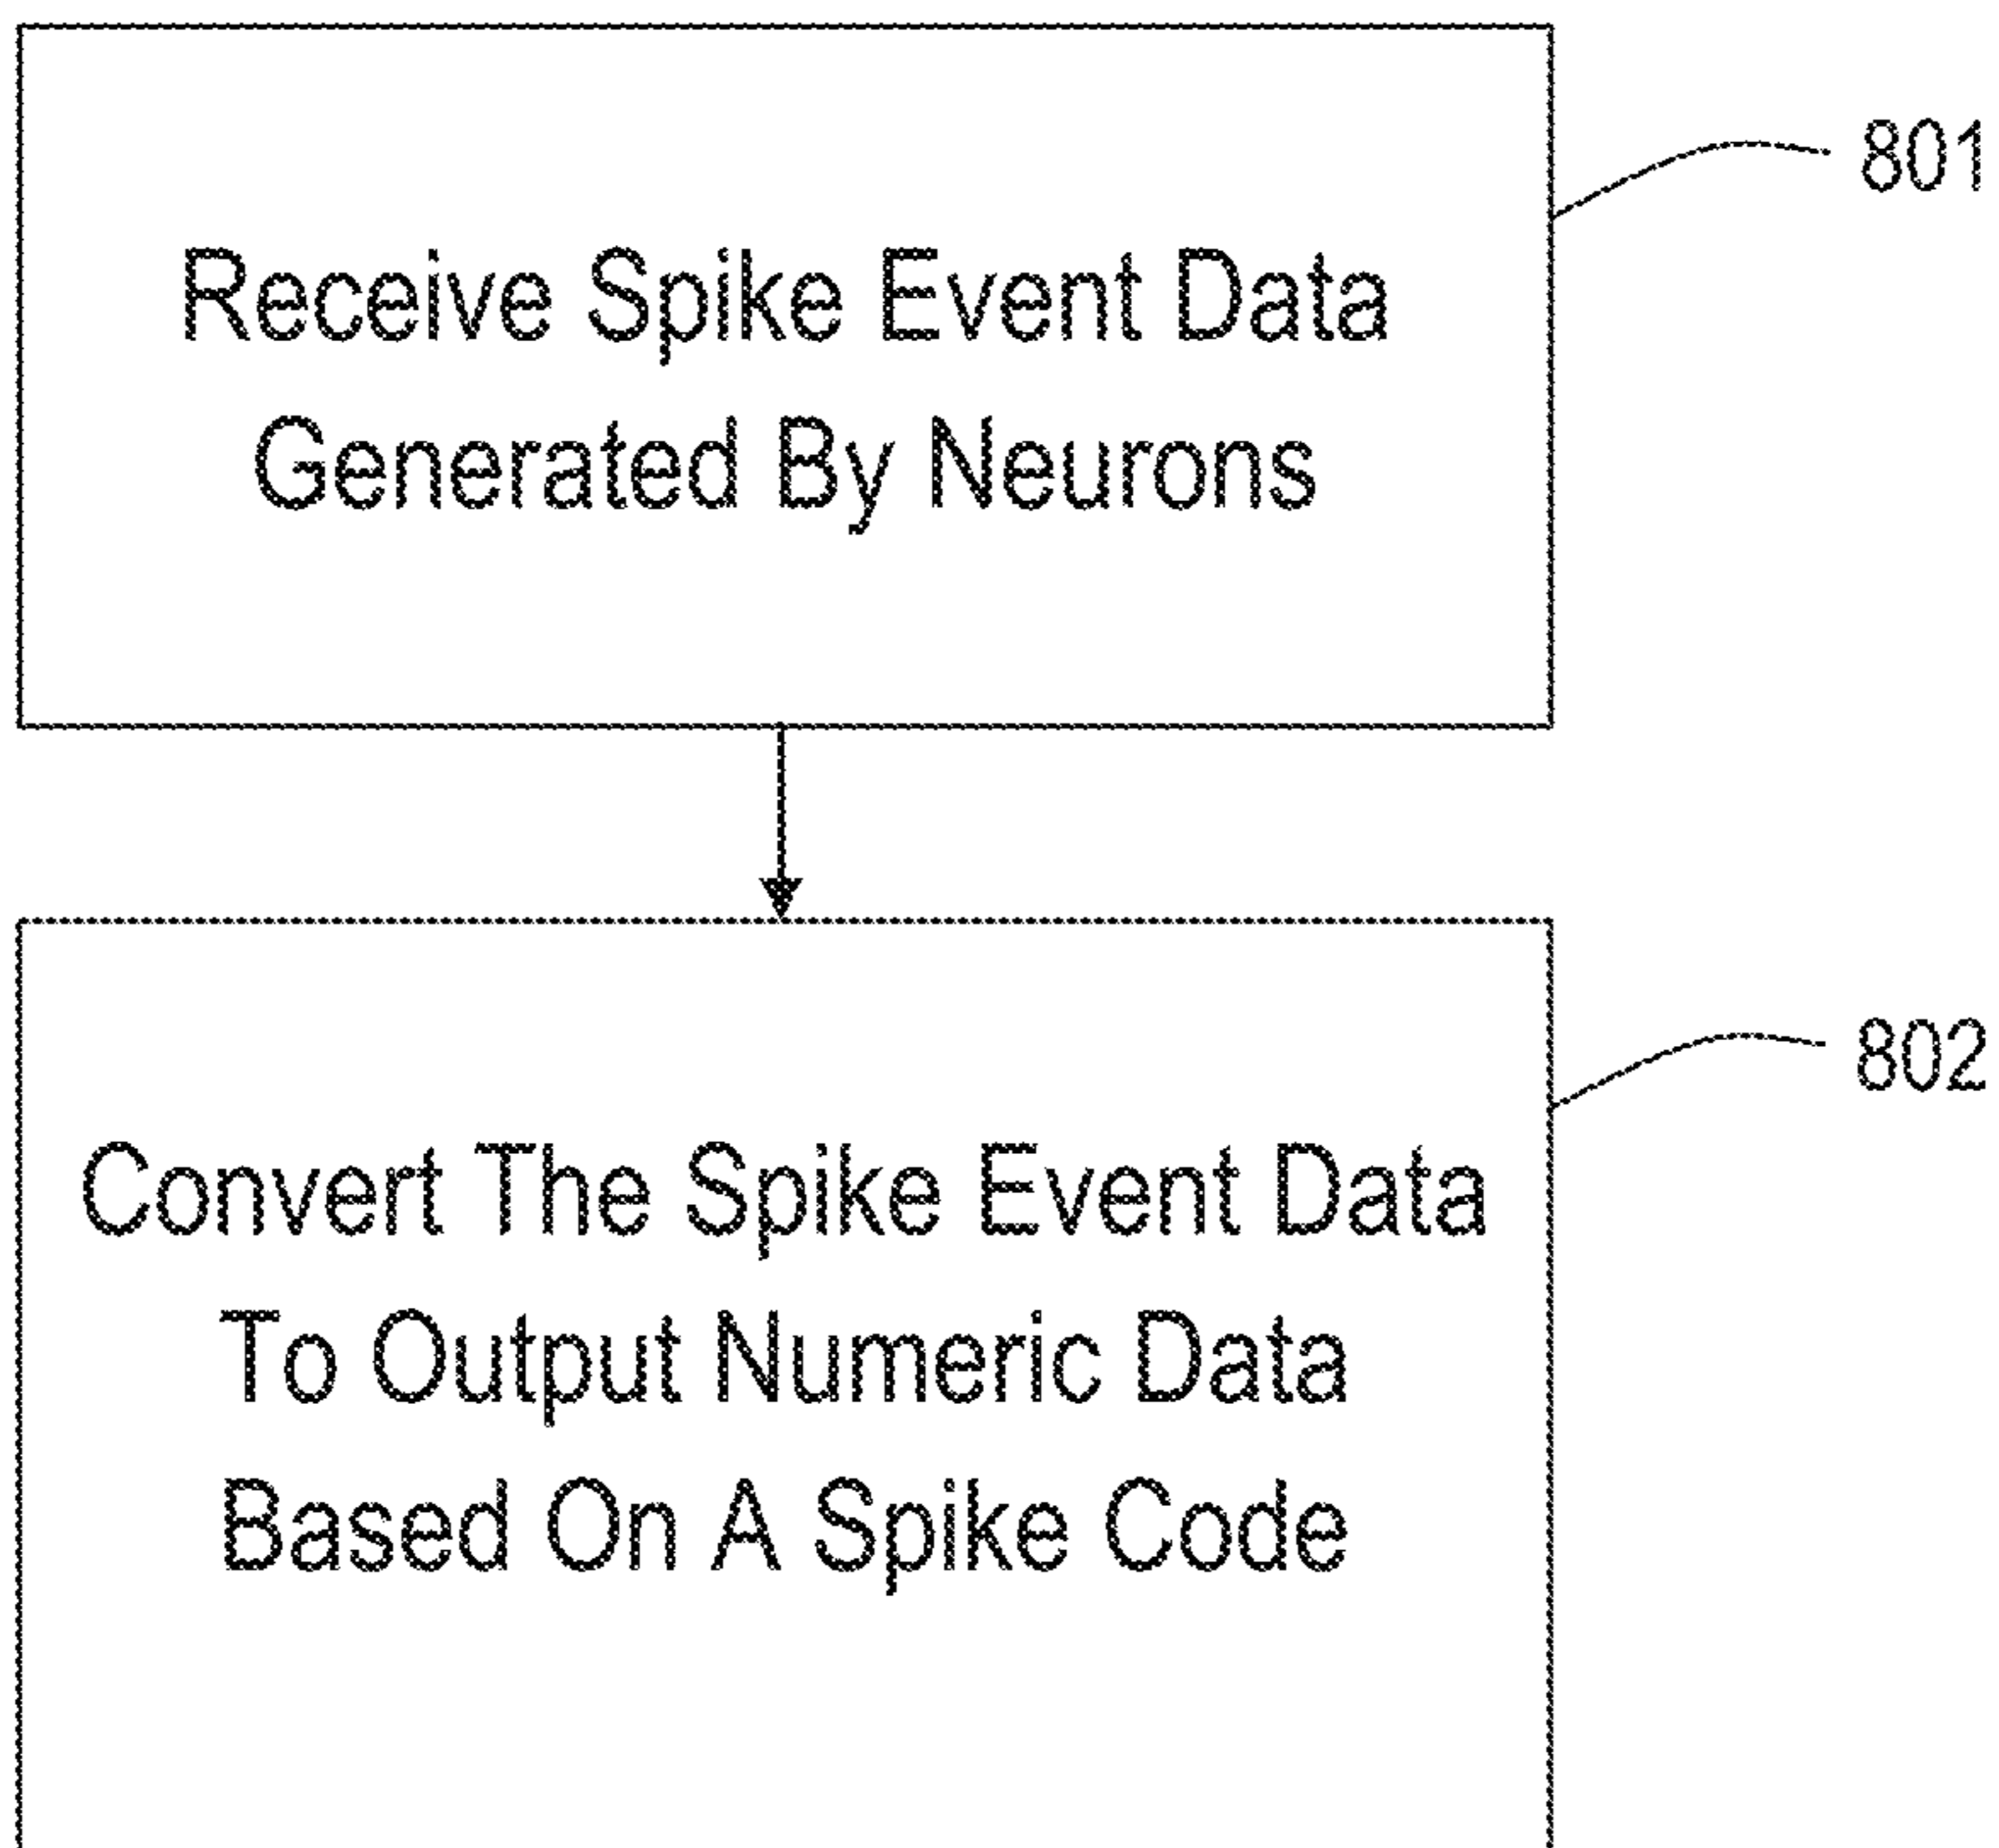 801
Receive Spike Event Data
Generated By Neurons
802
Convert The Spike Event Data
To Output Numeric Data
Based On A Spike Code